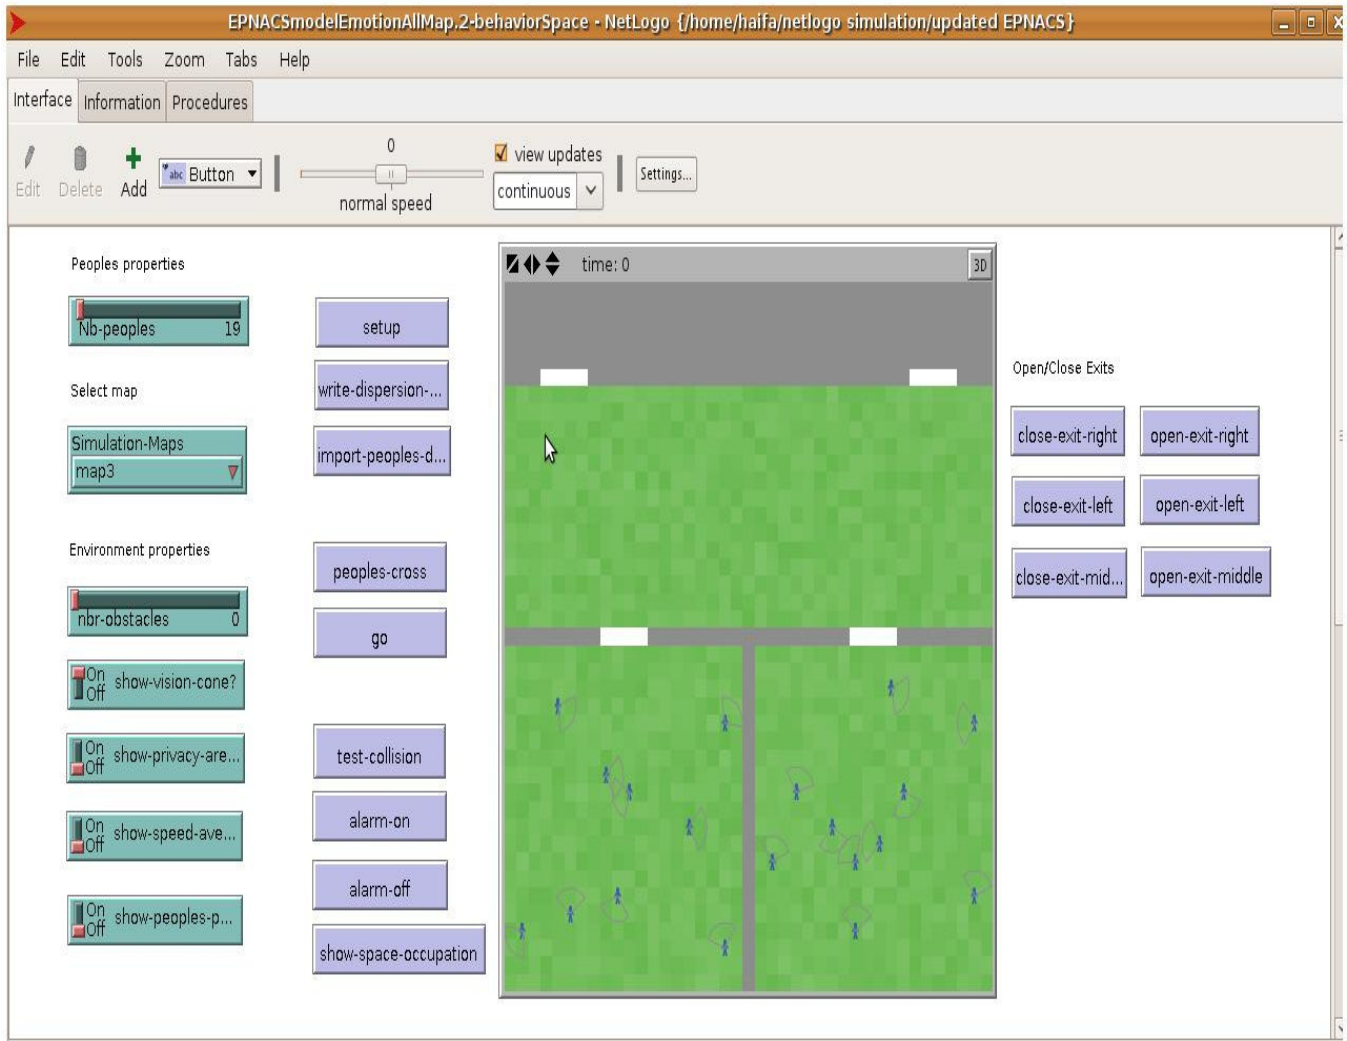 EPNACSmodelEmotionAllMap.2-behaviorSpace - NetLogo {/home/haifa/netlogo simulation/updated EPNACS}
File Edit Tools Zoom Tabs Help
Interface Information Procedures
Edit Delete Add abc Button
0
normal speed
view updates
continuous
Settings...
Peoples properties
Nb-peoples 19
Select map
Simulation-Maps
map3
Environment properties
nbr-obstacles 0
On
Off show-vision-cone?
On
Off show-privacy-are...
On
Off show-speed-ave...
On
Off show-peoples-p...
setup
write-dispersion-...
import-peoples-d...
peoples-cross
go
test-collision
alarm-on
alarm-off
show-space-occupation
time: 0
3D
Open/Close Exits
close-exit-right open-exit-right
close-exit-left open-exit-left
close-exit-mid... open-exit-middle